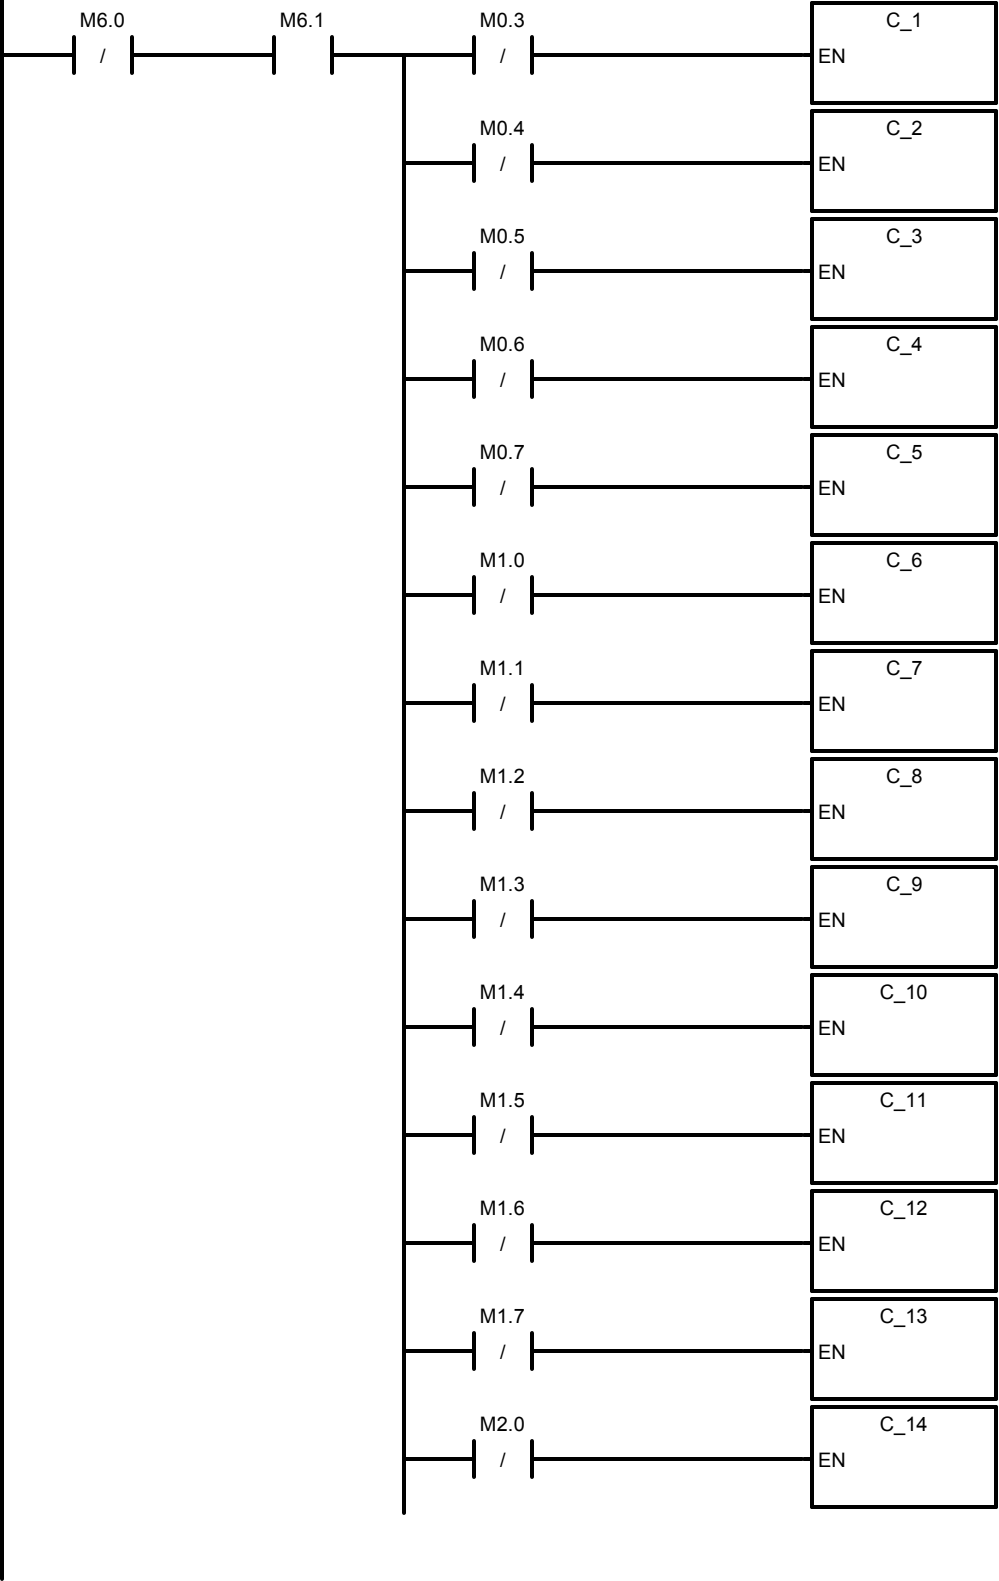 M6.0 M6.1 M0.3 C_1
/ / EN
M0.4 C_2
/ EN
M0.5 C_3
/ EN
M0.6 C_4
/ EN
M0.7 C_5
/ EN
M1.0 C_6
/ EN
M1.1 C_7
/ EN
M1.2 C_8
/ EN
M1.3 C_9
/ EN
M1.4 C_10
/ EN
M1.5 C_11
/ EN
M1.6 C_12
/ EN
M1.7 C_13
/ EN
M2.0 C_14
/ EN